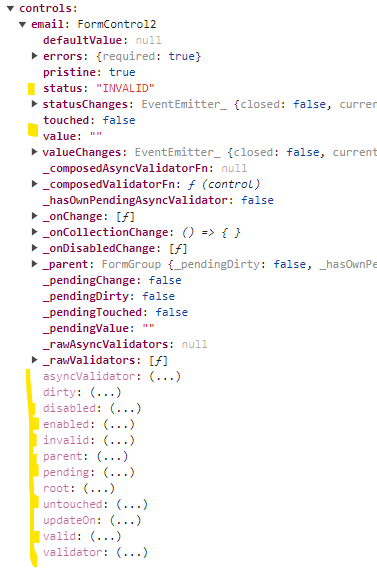 controls:
email: FormControl2
defaultValue: null
errors: {required: true}
pristine: true
status: "INVALID"
statusChanges: EventEmitter_ {closed: false, current
touched: false
value: ""
valueChanges: EventEmitter_ {closed: false, current
_composedAsyncValidatorFn: null
_composedValidatorFn: ƒ (control)
_hasOwnPendingAsyncValidator: false
_onChange: [ƒ]
_onCollectionChange: () => { }
_onDisabledChange: [ƒ]
_parent: FormGroup {_pendingDirty: false, _hasOwnPe
_pendingChange: false
_pendingDirty: false
_pendingTouched: false
_pendingValue: ""
_rawAsyncValidators: null
_rawValidators: [ƒ]
asyncValidator: (...)
dirty: (...)
disabled: (...)
enabled: (...)
invalid: (...)
parent: (...)
pending: (...)
root: (...)
untouched: (...)
updateOn: (...)
valid: (...)
validator: (...)